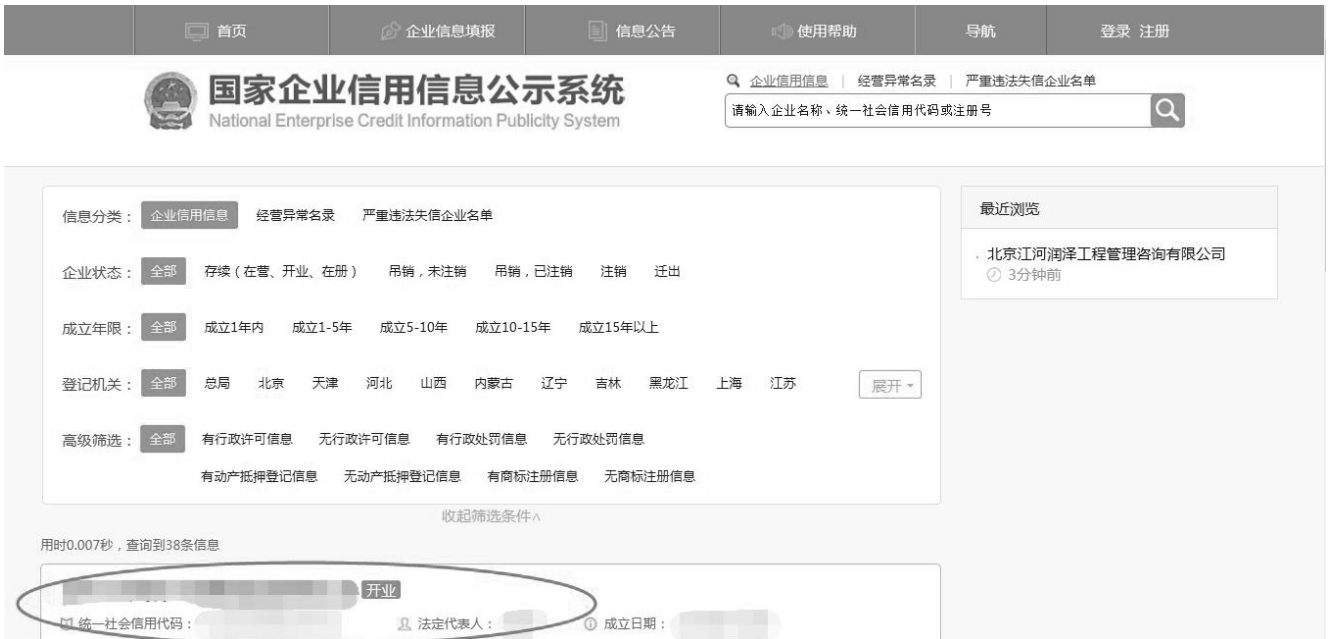 首页 企业信息填报 信息公告 使用帮助 导航 登录 注册
国家企业信用信息公示系统
National Enterprise Credit Information Publicity System
企业信用信息 | 经营异常名录 | 严重违法失信企业名单
请输入企业名称、统一社会信用代码或注册号
信息分类： 企业信用信息 经营异常名录 严重违法失信企业名单
企业状态： 全部 存续（在营、开业、在册） 吊销，未注销 吊销，已注销 注销 迁出
成立年限： 全部 成立1年内 成立1-5年 成立5-10年 成立10-15年 成立15年以上
登记机关： 全部 总局 北京 天津 河北 山西 内蒙古 辽宁 吉林 黑龙江 上海 江苏 展开
高级筛选： 全部 有行政许可信息 无行政许可信息 有行政处罚信息 无行政处罚信息
有动产抵押登记信息 无动产抵押登记信息 有商标注册信息 无商标注册信息
收起筛选条件
最近浏览
北京江河润泽工程管理咨询有限公司
3分钟前
用时0.007秒，查询到38条信息
开业
统一社会信用代码： 法定代表人： 成立日期：